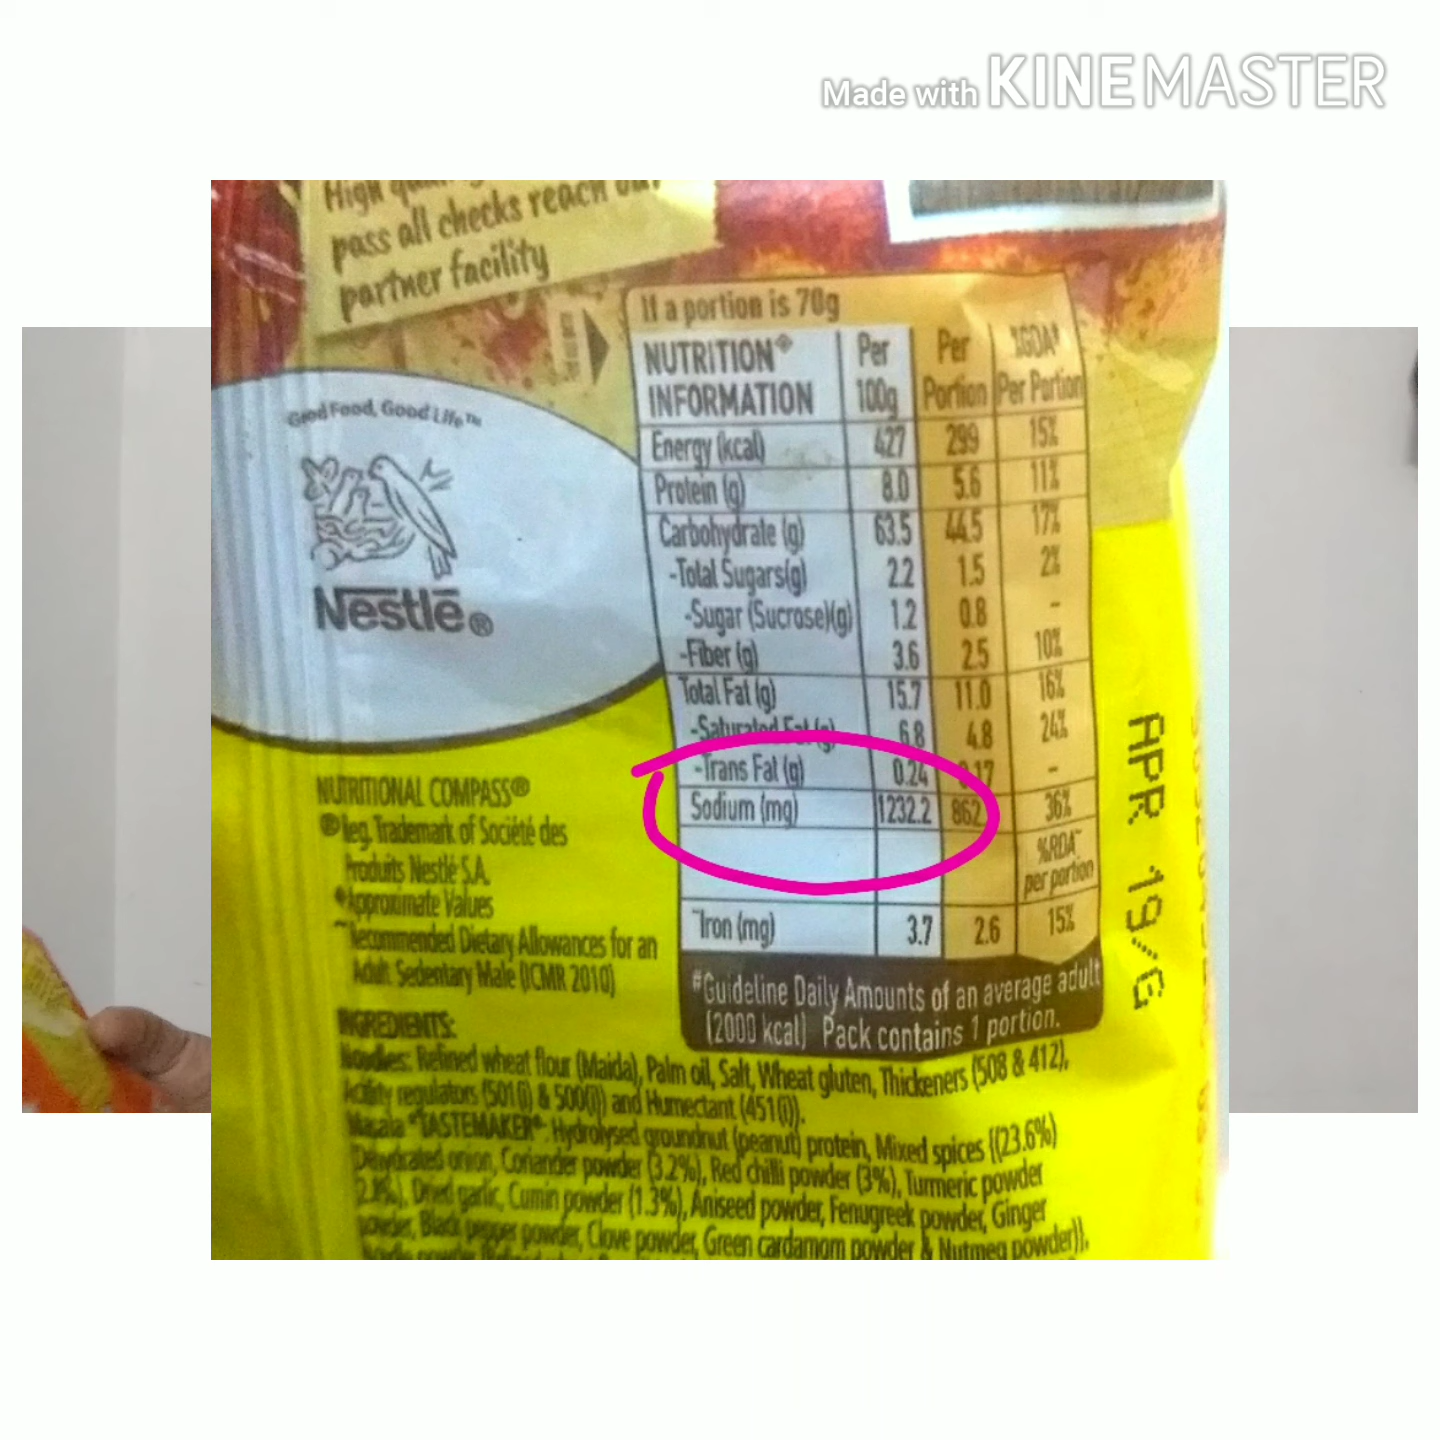 Made with KINEMASTER
High
pass all checks reach our
partner facility
If a portion is 70g
NUTRITION INFORMATION Per 100g Per Portion %GDA# Per Portion
Energy (kcal) 427 299 15%
Protein (g) 8.0 5.6 11%
Carbohydrate (g) 63.5 44.5 17%
-Total Sugars(g) 2.2 1.5 2%
-Sugar (Sucrose)(g) 1.2 0.8 -
-Fiber (g) 3.6 2.5 10%
Total Fat (g) 15.7 11.0 16%
-Saturated Fat (g) 6.8 4.8 24%
-Trans Fat (g) 0.24 0.17 -
Sodium (mg) 1232.2 862 36%
%RDA~
per portion
~Iron (mg) 3.7 2.6 15%
#Guideline Daily Amounts of an average adult
(2000 kcal) Pack contains 1 portion.
Good Food, Good Life™
Nestlé®
NUTRITIONAL COMPASS®
® Reg. Trademark of Société des
Produits Nestlé S.A.
Approximate Values
~Recommended Dietary Allowances for an
Adult Sedentary Male (ICMR 2010)
APR 19
INGREDIENTS:
Noodles: Refined wheat flour (Maida), Palm oil, Salt, Wheat gluten, Thickeners (508 & 412),
Acidity regulators (501(i) & 500(i)) and Humectant (451(i)).
Masala "TASTEMAKER": Hydrolysed groundnut (peanut) protein, Mixed spices {(23.6%)
Dehydrated onion, Coriander powder (3.2%), Red chilli powder (3%), Turmeric powder
Dried garlic, Cumin powder (1.3%), Aniseed powder, Fenugreek powder, Ginger
powder, Black pepper powder, Clove powder, Green cardamom powder & Nutmeg powder)},